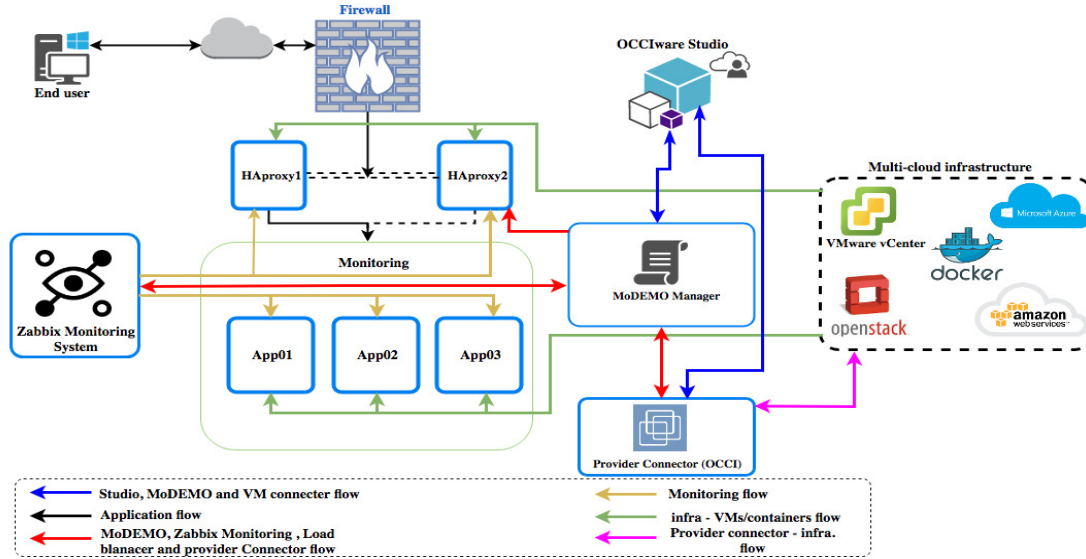 Firewall
End user
OCCIware Studio
HAproxy1
HAproxy2
Multi-cloud infrastructure
Microsoft Azure
VMware vCenter
docker
openstack
amazon
web services™
Monitoring
MoDEMO Manager
Zabbix Monitoring
System
App01
App02
App03
Provider Connector (OCCI)
Studio, MoDEMO and VM connecter flow
Application flow
MoDEMO, Zabbix Monitoring , Load
blanacer and provider Connector flow
Monitoring flow
infra - VMs/containers flow
Provider connector - infra.
flow